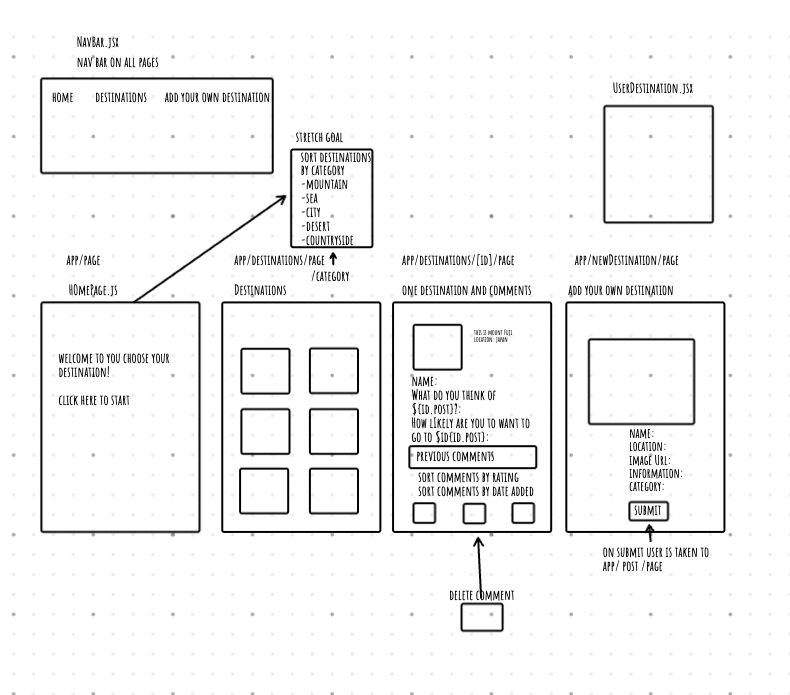 NavBar.jsx
nav bar on all pages
Home Destinations Add your own destination
UserDestination.jsx
Stretch goal
Sort destinations
by category
-Mountain
-Sea
-City
-Desert
-Countryside
app/page
HomePage.js
app/destinations/page
/category
Destinations
app/destinations/[id]/page
One destination and comments
app/newDestination/page
add your own destination
Welcome to you choose your
destination!
Click here to start
This is Mount Fuji
Location: Japan
Name:
What do you think of
${id.post}?:
How likely are you to want to
go to $id{id.post}:
Previous comments
Sort comments by rating
Sort comments by date added
Name:
Location:
Image Url:
Information:
Category:
Submit
On submit user is taken to
app/ post /page
Delete comment